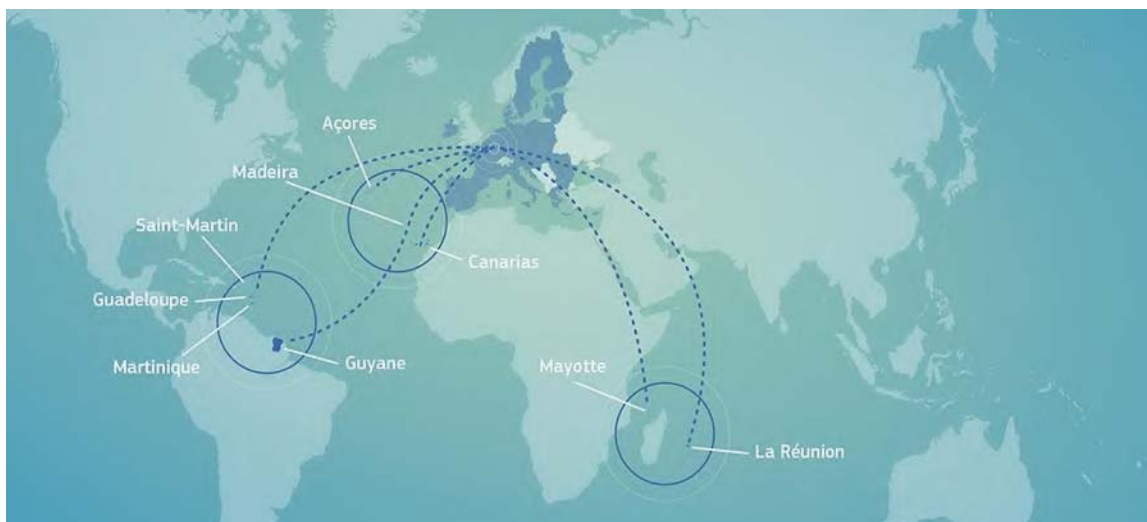 Açores
Madeira
Saint-Martin
Canarias
Guadeloupe
Martinique
Guyane
Mayotte
La Réunion